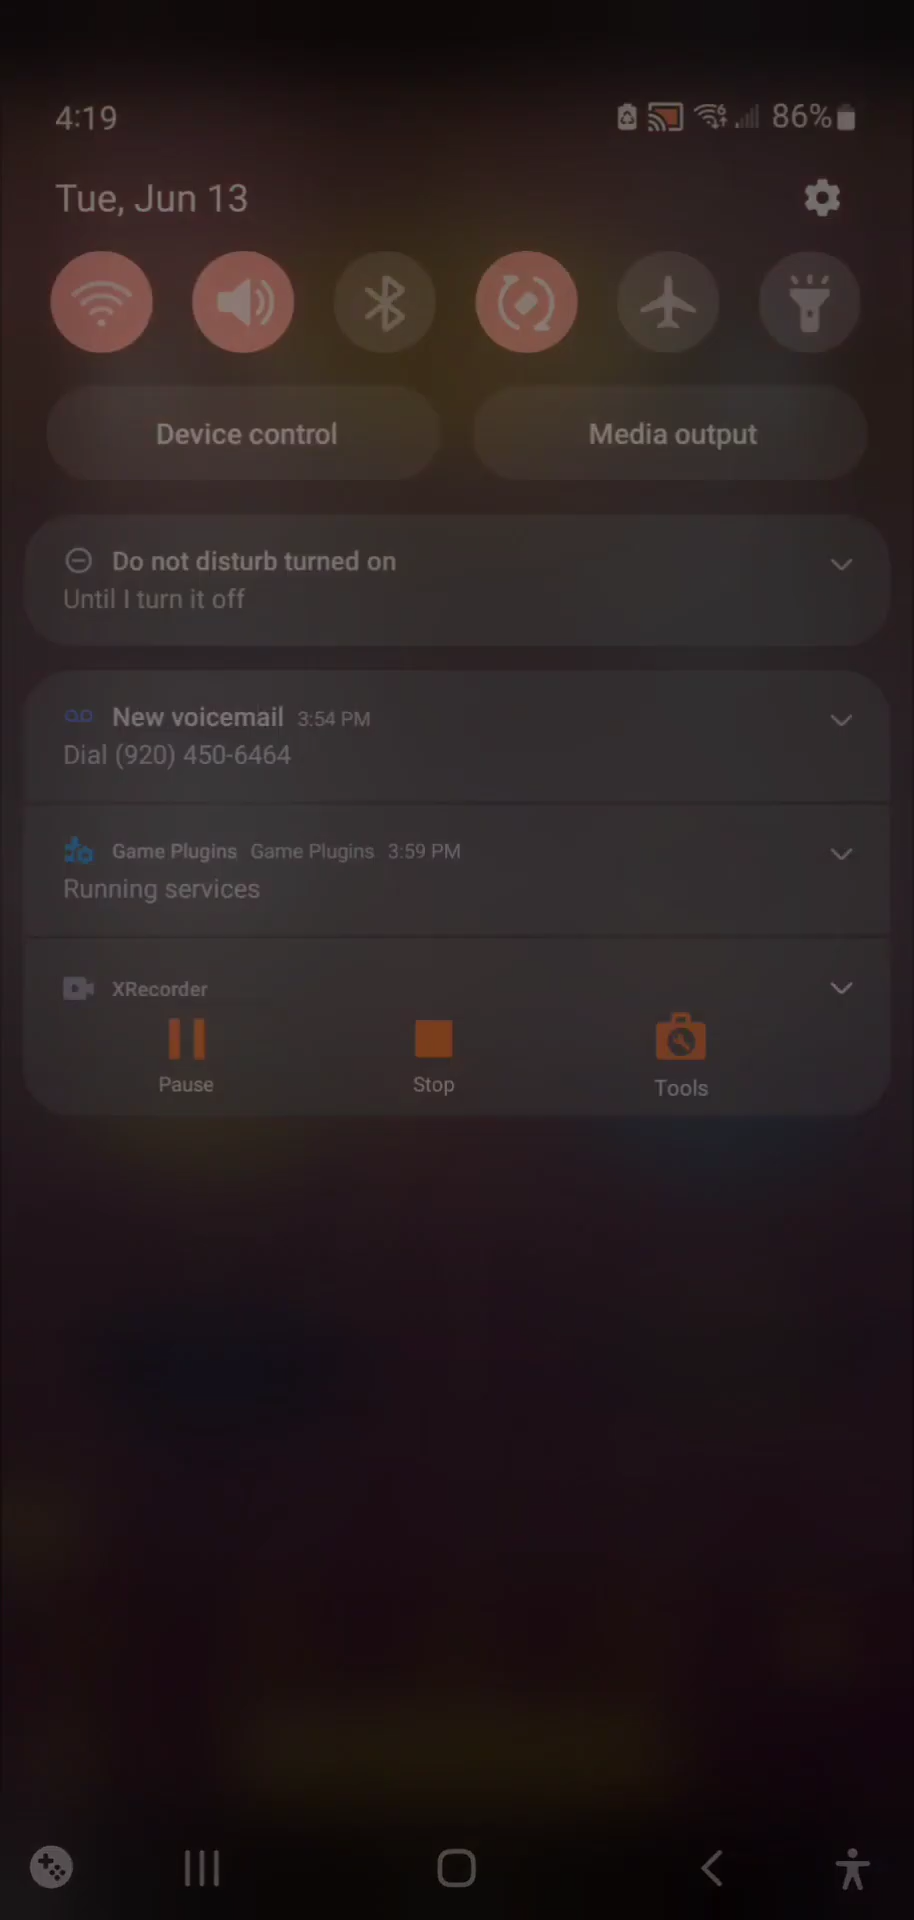 4:19
86%
Tue, Jun 13
Device control
Media output
Do not disturb turned on
Until I turn it off
New voicemail 3:54 PM
Dial (920) 450-6464
Game Plugins Game Plugins 3:59 PM
Running services
XRecorder
Pause
Stop
Tools